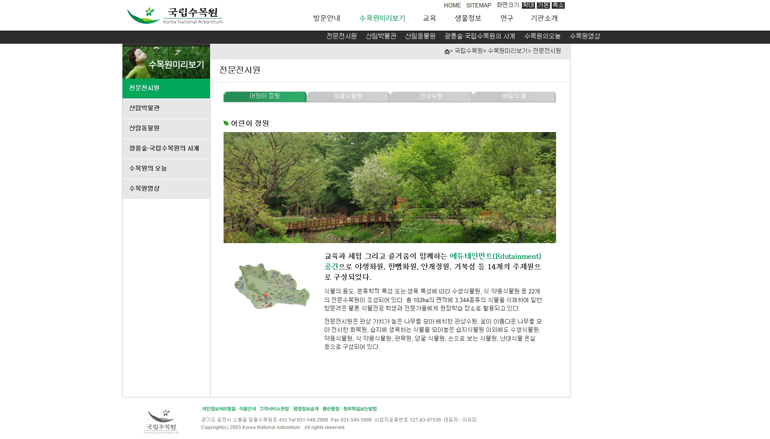 국립수목원
Korea National Arboretum
HOME SITEMAP 화면크기: 확대 기본 축소
방문안내 수목원미리보기 교육 생물정보 연구 기관소개
전문전시원 산림박물관 산림동물원 광릉숲·국립수목원의 사계 수목원의오늘 수목원영상
> 국립수목원> 수목원미리보기> 전문전시원
수목원미리보기
전문전시원
산림박물관
산림동물원
광릉숲·국립수목원의 사계
수목원의 오늘
수목원영상
전문전시원
어린이 정원 관상수원 비밀의 뜰
어린이 정원
교육과 체험 그리고 즐거움이 함께하는 에듀테인먼트(Edutainment)
공간으로 야생화원, 한뼘화원, 안개정원, 거북섬 등 14개의 주제원으
로 구성되었다.
식물의 용도, 분류학적 특성 또는 생육 특성에 따라 수생식물원, 식·약용식물원 등 22개
의 전문수목원이 조성되어 있다. 총 102ha의 면적에 3,344종류의 식물을 식재하여 일반
방문객은 물론 식물전공 학생과 전문가들에게 현장학습 장소로 활용되고 있다.
전문전시원은 관상 가치가 높은 나무를 모아 배치한 관상수원, 꽃이 아름다운 나무를 모
아 전시한 화목원, 습지에 생육하는 식물을 모아놓은 습지식물원 이외에도 수생식물원,
약용식물원, 식·약용식물원, 관목원, 덩굴 식물원, 손으로 보는 식물원, 난대식물 온실
등으로 구성되어 있다.
국립수목원
개인정보처리방침 이용안내 고객서비스헌장 행정정보공개 클린광장 첨부파일보는방법
경기도 포천시 소흘읍 광릉수목원로 415 Tel 031-540-2000 Fax 031-540-1088 사업자등록번호 127-83-07539 대표자 : 이유미
Copyright(c) 2003.Korea National Arboretum . All rights reserved